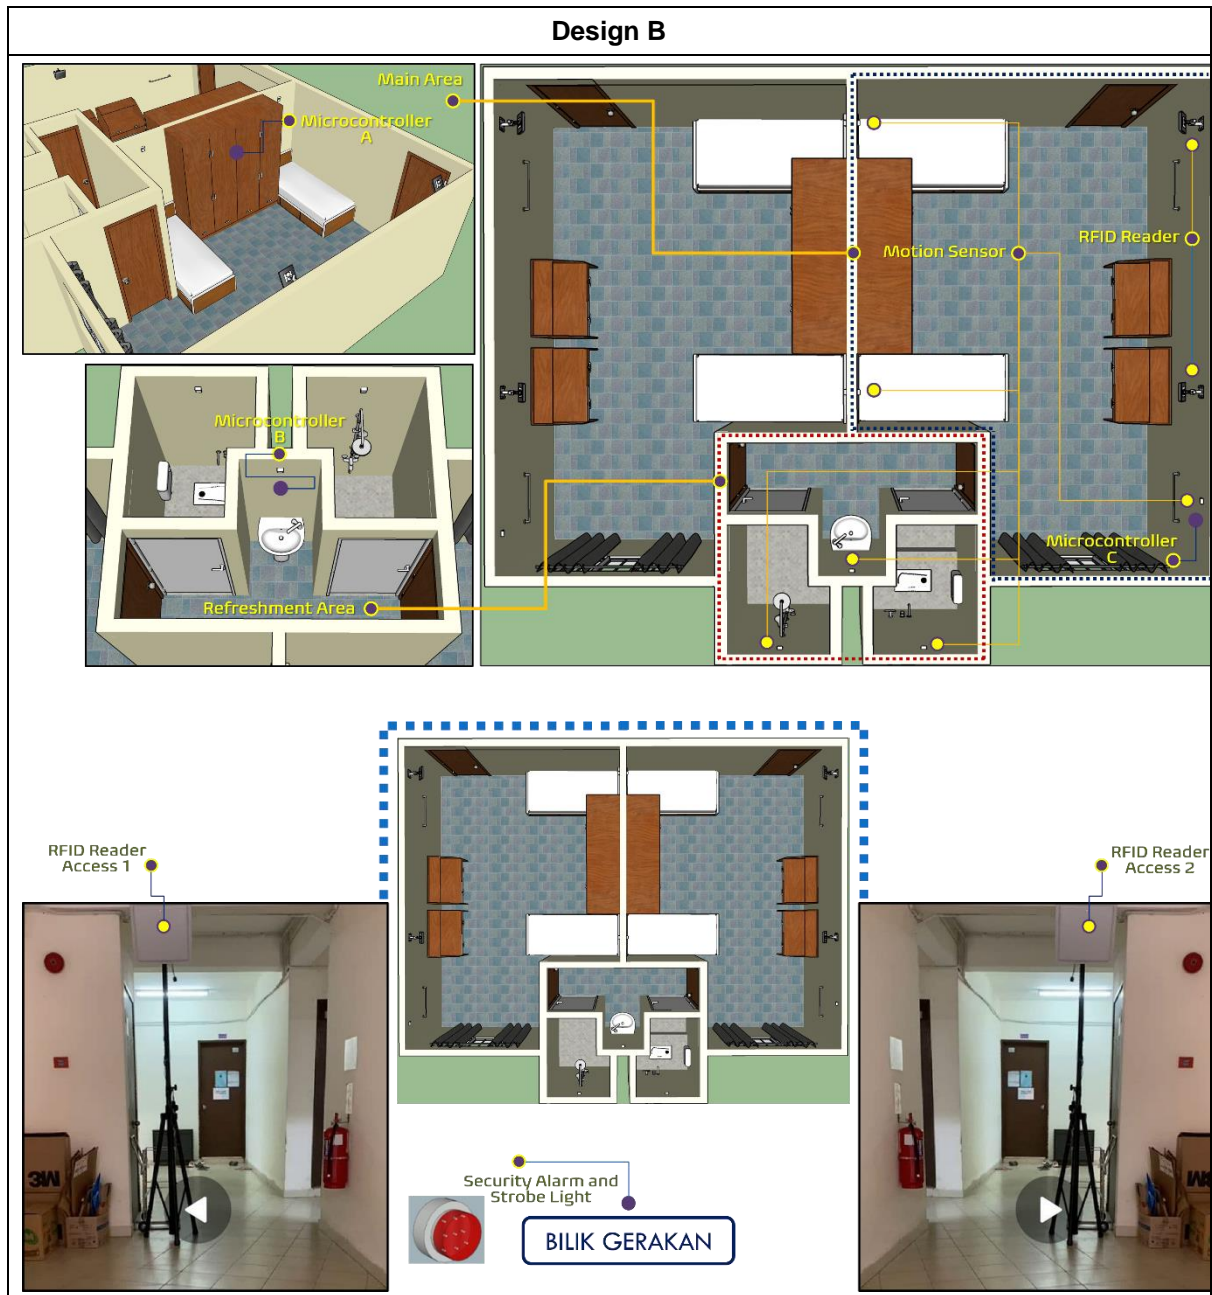 Design B
Main Area
Microcontroller
A
Motion Sensor
RFID Reader
Microcontroller
B
Microcontroller
C
Refreshment Area
RFID Reader
Access 1
RFID Reader
Access 2
3M
Security Alarm and
Strobe Light
BILIK GERAKAN